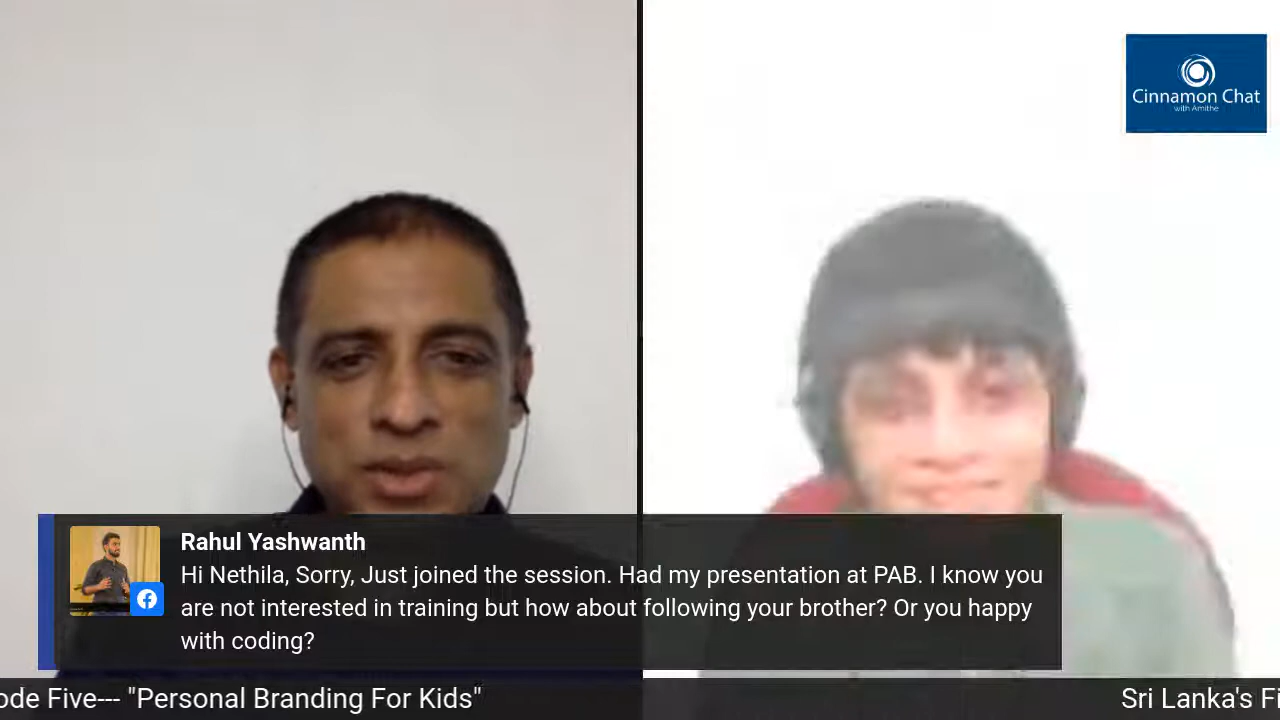 Cinnamon Chat
with Amithe
Rahul Yashwanth
Hi Nethila, Sorry, Just joined the session. Had my presentation at PAB. I know you
are not interested in training but how about following your brother? Or you happy
with coding?
ode Five--- "Personal Branding For Kids"
Sri Lanka's Fi